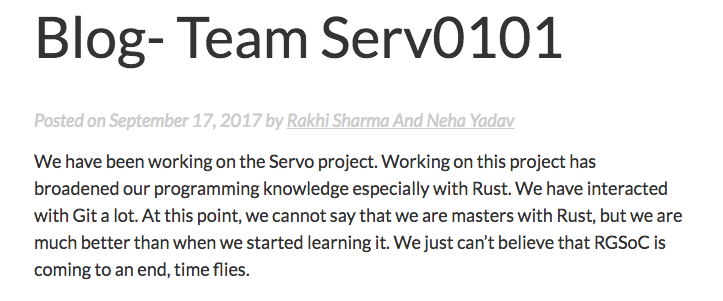 Blog- Team Serv0101
Posted on September 17, 2017 by Rakhi Sharma And Neha Yadav
We have been working on the Servo project. Working on this project has
broadened our programming knowledge especially with Rust. We have interacted
with Git a lot. At this point, we cannot say that we are masters with Rust, but we are
much better than when we started learning it. We just can’t believe that RGSoC is
coming to an end, time flies.